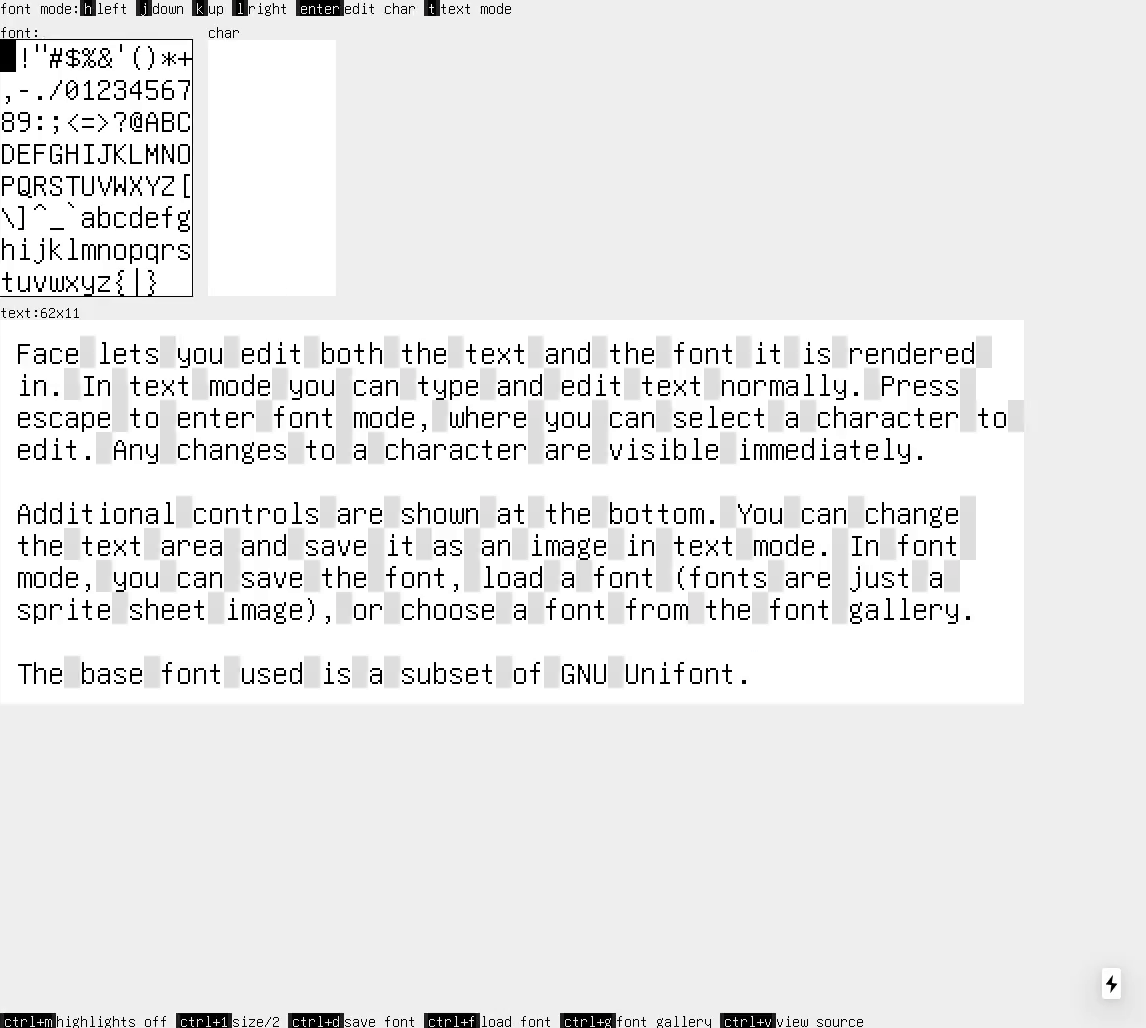 font mode: h left j down k up l right enter edit char t text mode
font: char
!"#$%&'()*+
,-./01234567
89:;<=>?@ABC
DEFGHIJKLMNO
PQRSTUVWXYZ[
\]^_`abcdefg
hijklmnopqrs
tuvwxyz{|}
text:62x11
Face lets you edit both the text and the font it is rendered
in. In text mode you can type and edit text normally. Press
escape to enter font mode, where you can select a character to
edit. Any changes to a character are visible immediately.
Additional controls are shown at the bottom. You can change
the text area and save it as an image in text mode. In font
mode, you can save the font, load a font (fonts are just a
sprite sheet image), or choose a font from the font gallery.
The base font used is a subset of GNU Unifont.
ctrl+m highlights off ctrl+1 size/2 ctrl+d save font ctrl+f load font ctrl+g font gallery ctrl+v view source